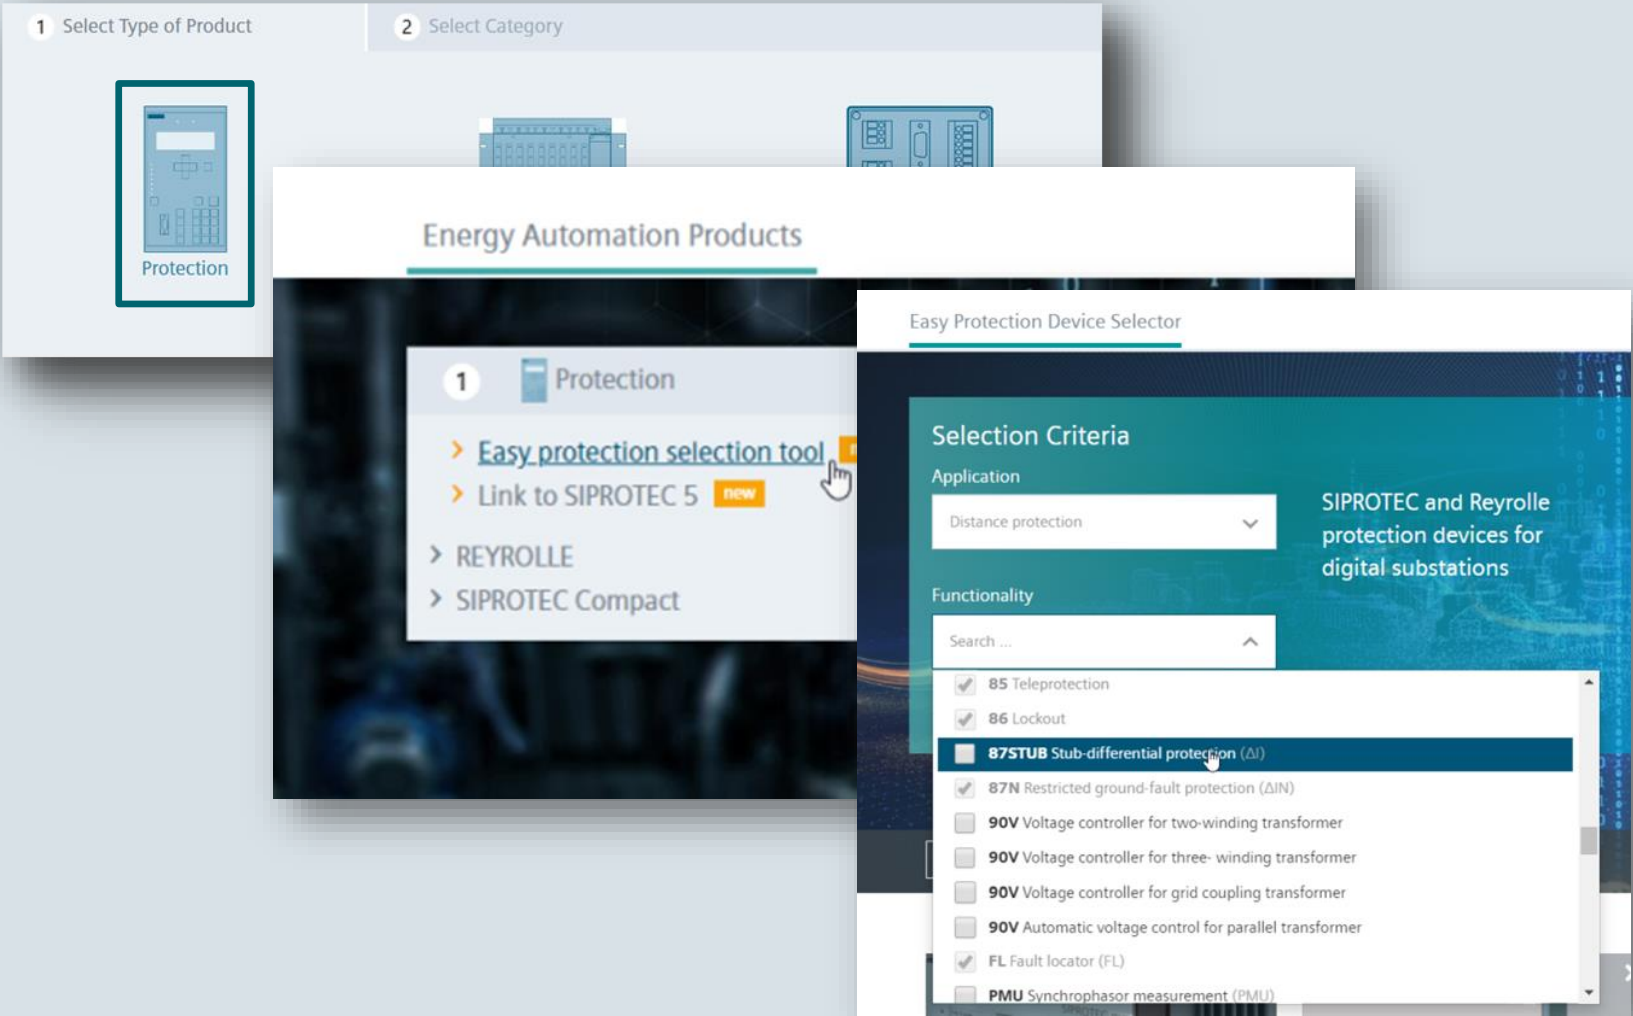 1 Select Type of Product
2 Select Category
Protection
Energy Automation Products
1 Protection
Easy protection selection tool
Link to SIPROTEC 5 new
REYROLLE
SIPROTEC Compact
Easy Protection Device Selector
Selection Criteria
Application
Distance protection
SIPROTEC and Reyrolle
protection devices for
digital substations
Functionality
Search ...
85 Teleprotection
86 Lockout
87STUB Stub-differential protection (ΔI)
87N Restricted ground-fault protection (ΔIN)
90V Voltage controller for two-winding transformer
90V Voltage controller for three- winding transformer
90V Voltage controller for grid coupling transformer
90V Automatic voltage control for parallel transformer
FL Fault locator (FL)
PMU Synchrophasor measurement (PMU)